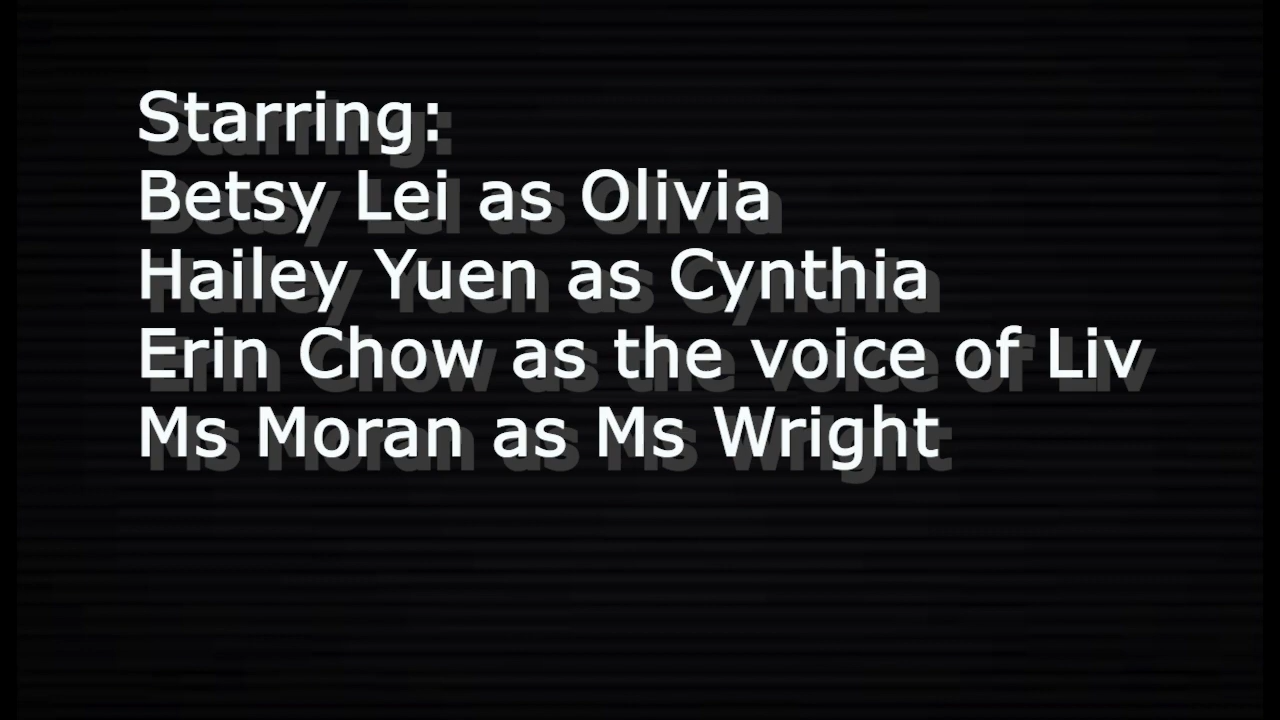 Starring:
Betsy Lei as Olivia
Hailey Yuen as Cynthia
Erin Chow as the voice of Liv
Ms Moran as Ms Wright